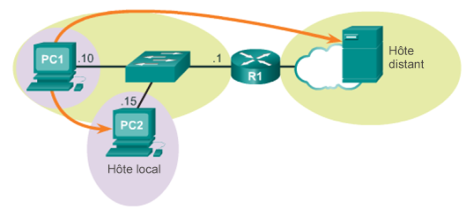 PC1
.10
.1
R1
Hôte
distant
.15
PC2
Hôte local